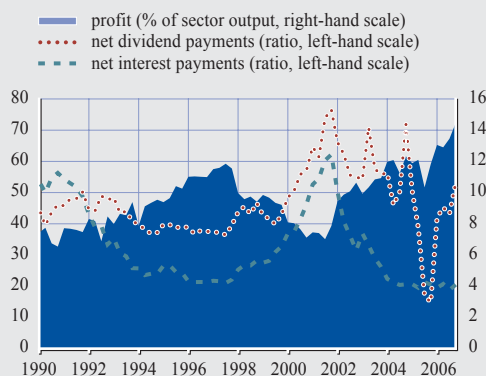 profit (% of sector output, right-hand scale)
net dividend payments (ratio, left-hand scale)
net interest payments (ratio, left-hand scale)
80 16
70 14
60 12
50 10
40 8
30 6
20 4
10 2
0 0
1990 1992 1994 1996 1998 2000 2002 2004 2006